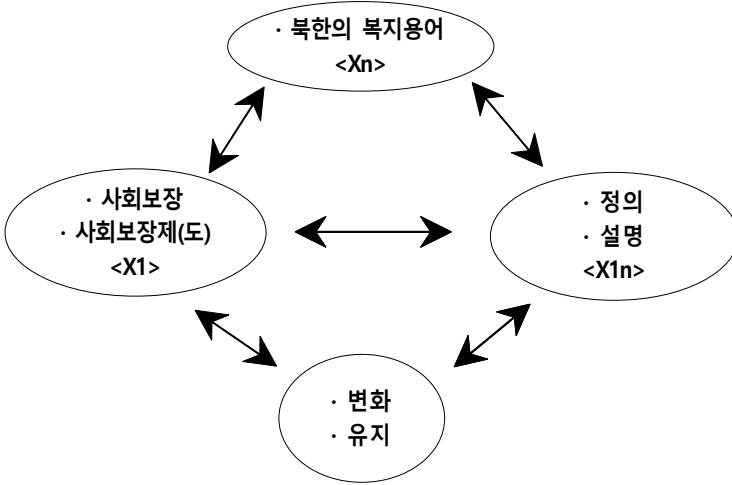 · 북한의 복지용어
<Xn>
· 사회보장
· 사회보장제(도)
<X1>
· 정의
· 설명
<X1n>
· 변화
· 유지